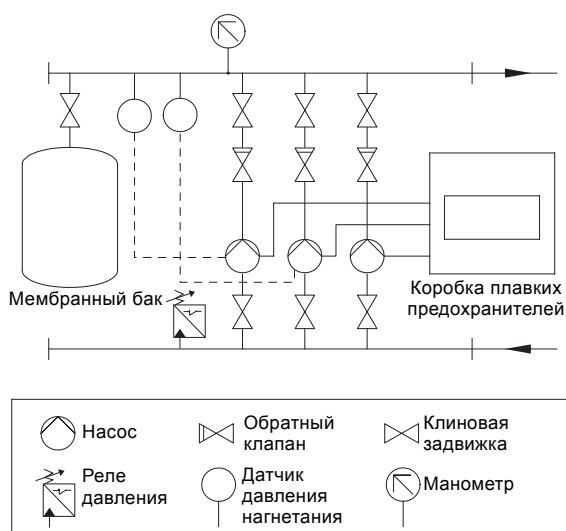 Мембранный бак
Коробка плавких
предохранителей
Насос
Обратный
клапан
Клиновая
задвижка
Реле
давления
Датчик
давления
нагнетания
Манометр